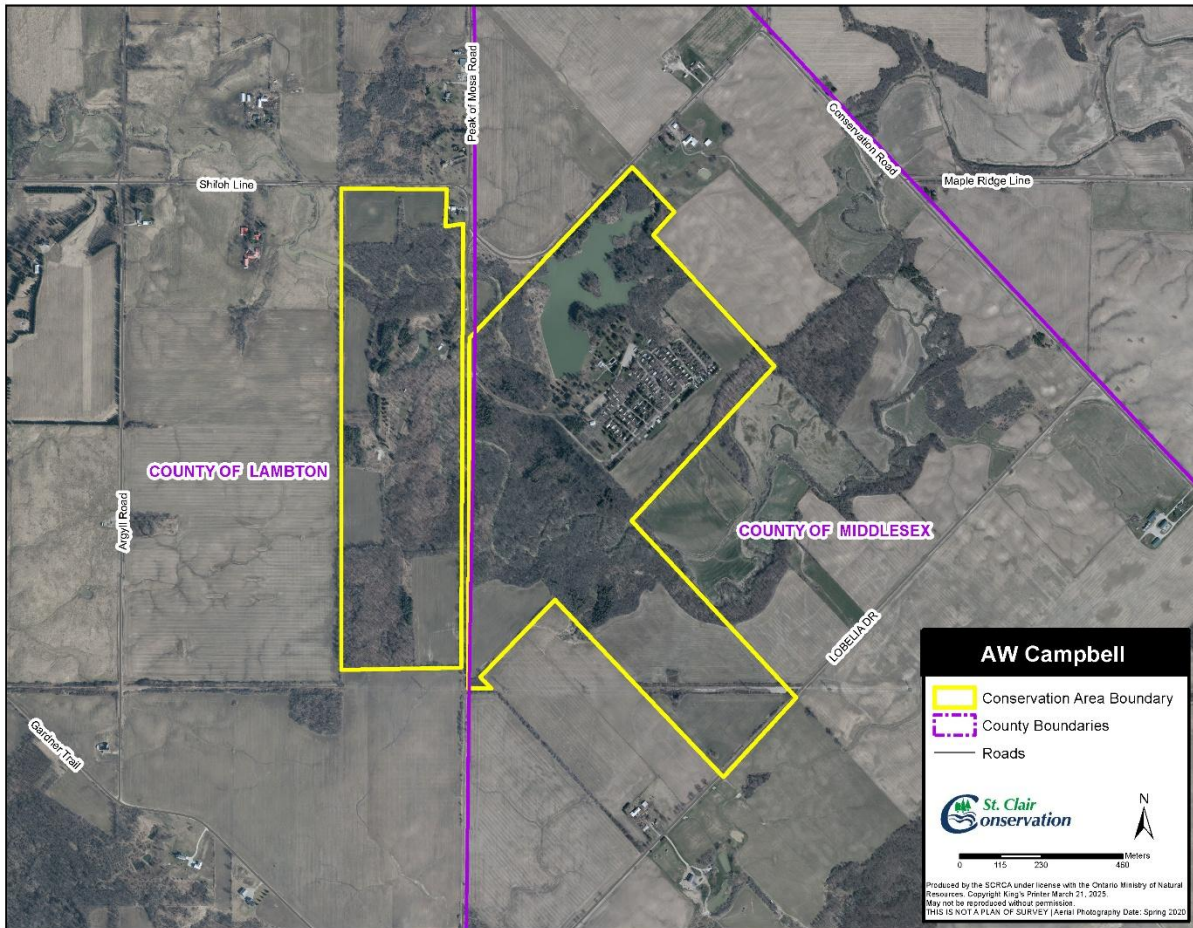 Peak of Mosa Road
Conservation Road
Shiloh Line
Maple Ridge Line
COUNTY OF LAMBTON
Argyll Road
COUNTY OF MIDDLESEX
LOBELIA DR
Gardner Trail
AW Campbell
Conservation Area Boundary
County Boundaries
Roads
St. Clair
Conservation
N
Meters
0 115 230 460
Produced by the SCRCA under license with the Ontario Ministry of Natural
Resources. Copyright King's Printer March 21, 2025.
May not be reproduced without permission.
THIS IS NOT A PLAN OF SURVEY | Aerial Photography Date: Spring 2020